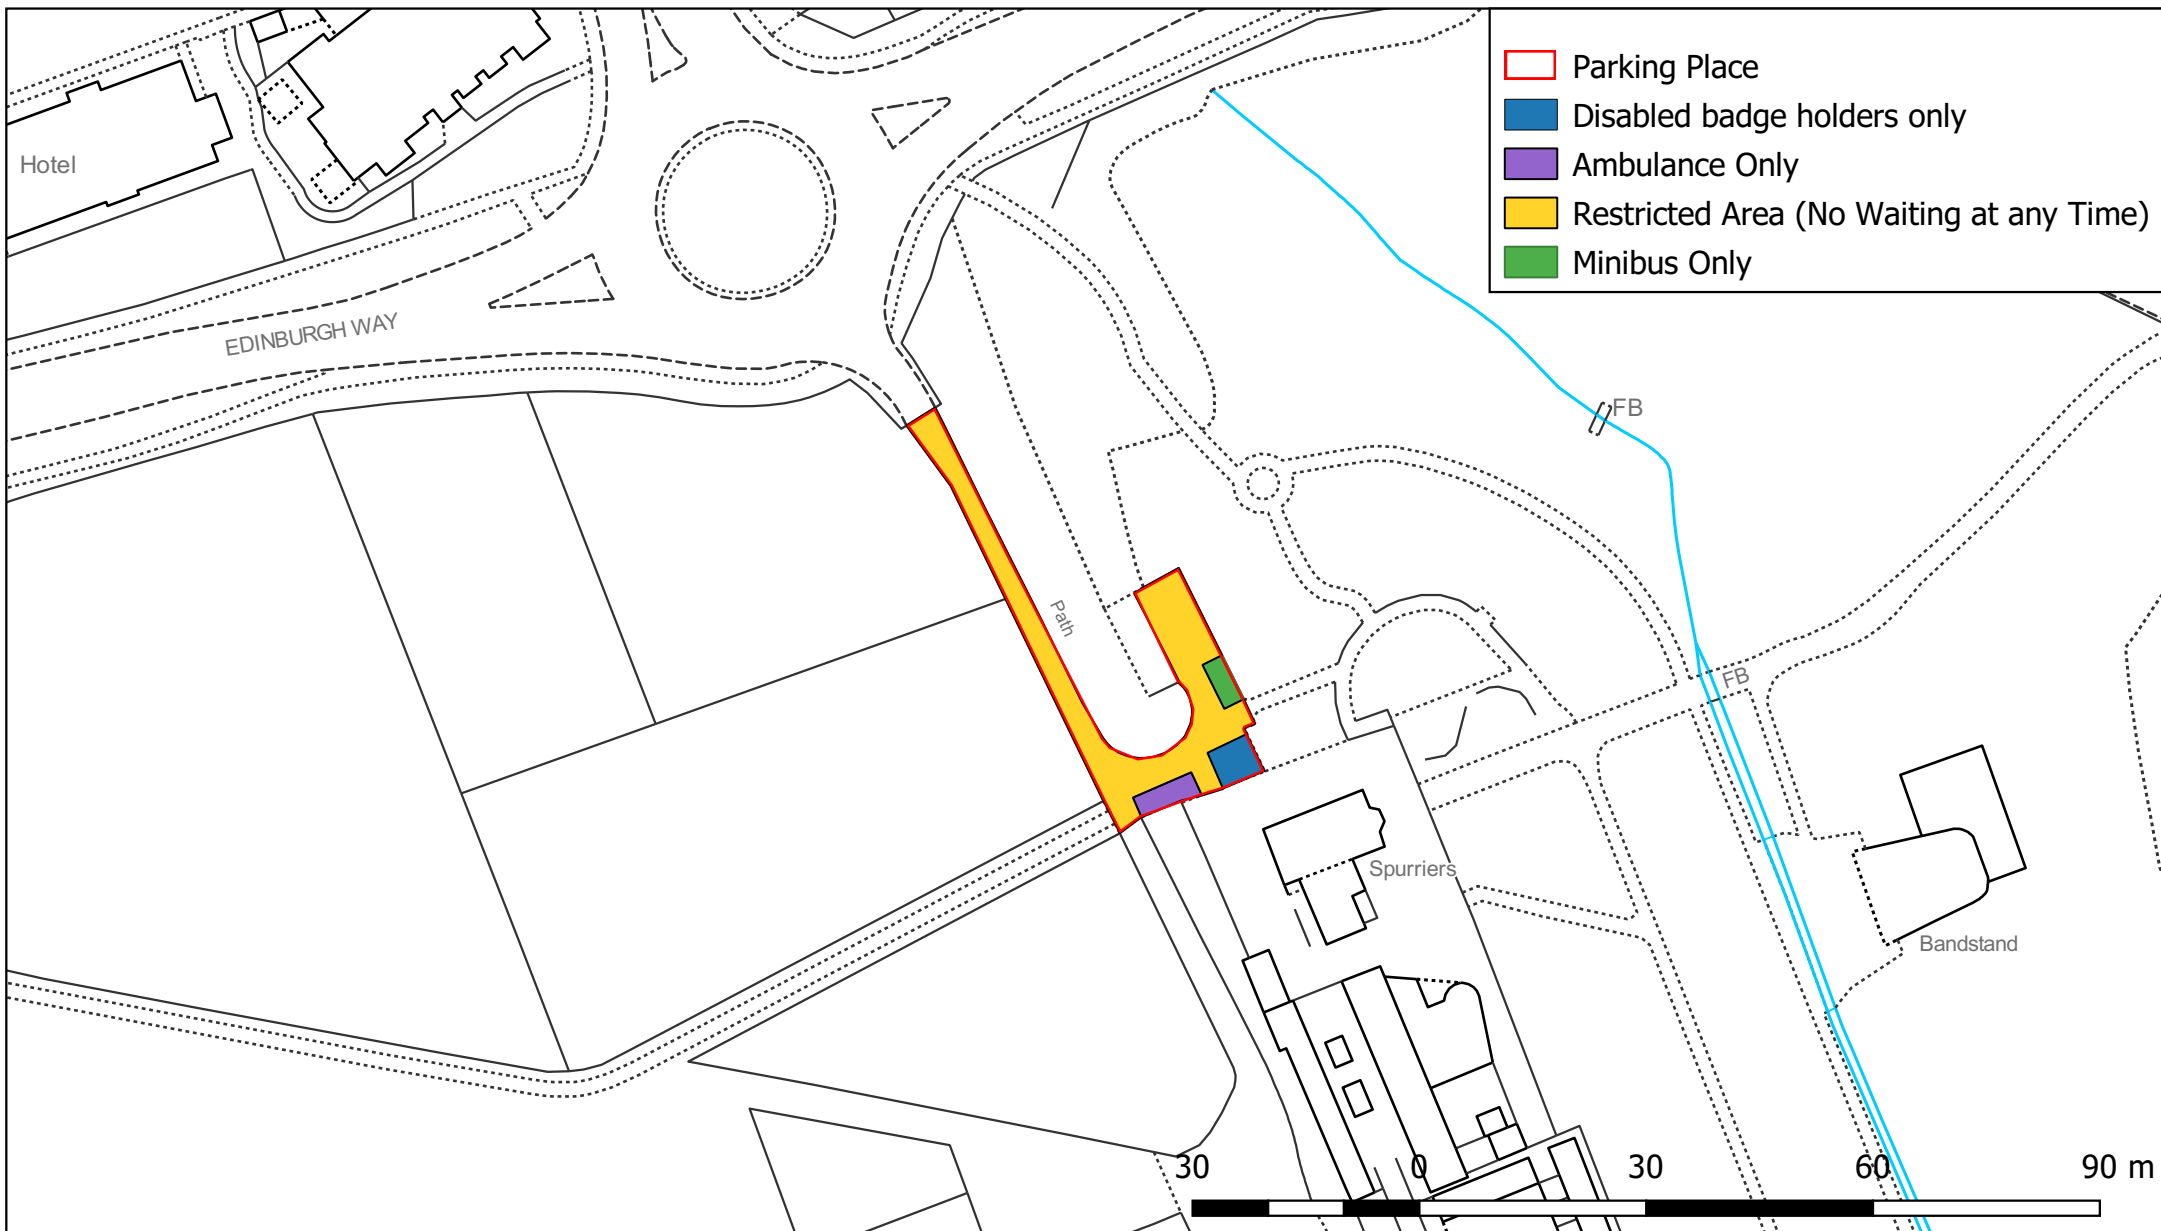 Parking Place
Disabled badge holders only
Ambulance Only
Restricted Area (No Waiting at any Time)
Minibus Only
Hotel
EDINBURGH WAY
FB
Path
FB
Spurriers
Bandstand
30 0 30 60 90 m